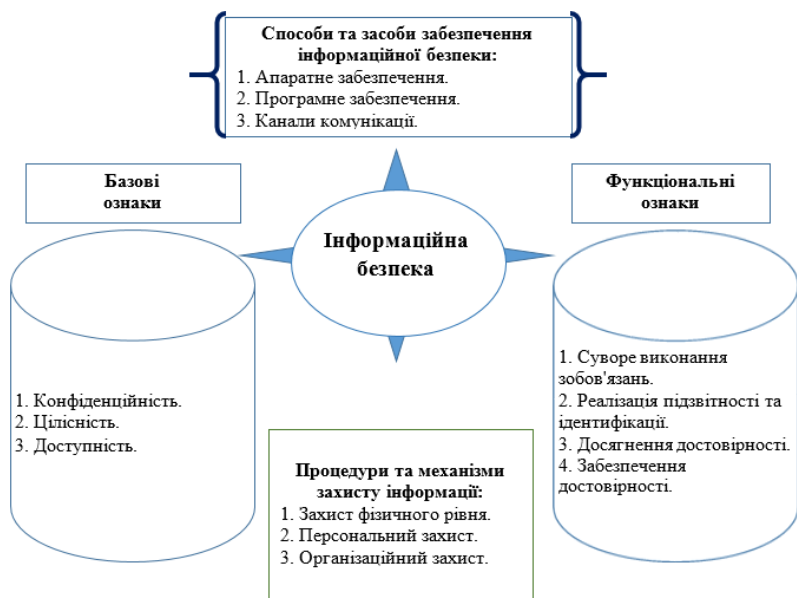 Способи та засоби забезпечення
інформаційної безпеки:
1. Апаратне забезпечення.
2. Програмне забезпечення.
3. Канали комунікації.
Базові
ознаки
Функціональні
ознаки
Інформаційна
безпека
1. Конфіденційність.
2. Цілісність.
3. Доступність.
1. Суворе виконання
зобов'язань.
2. Реалізація підзвітності та
ідентифікації.
3. Досягнення достовірності.
4. Забезпечення
достовірності.
Процедури та механізми
захисту інформації:
1. Захист фізичного рівня.
2. Персональний захист.
3. Організаційний захист.